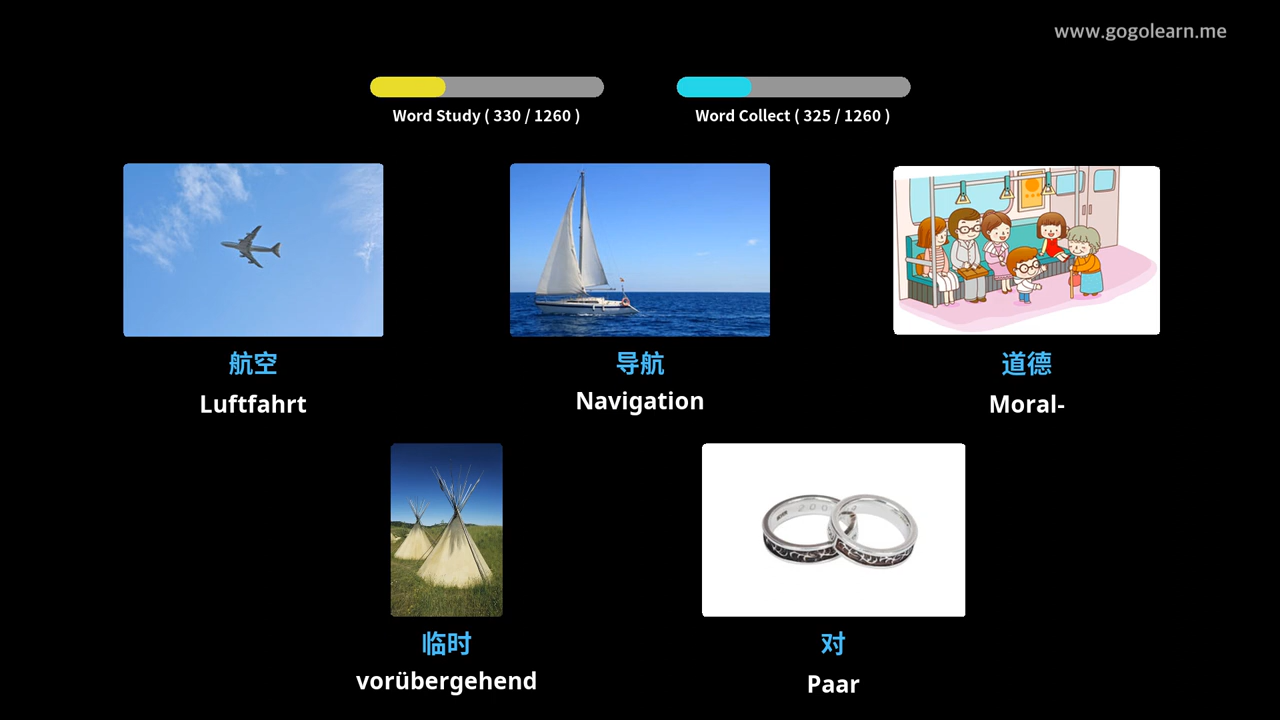 www.gogolearn.me
Word Study ( 330 / 1260 )
Word Collect ( 325 / 1260 )
航空
Luftfahrt
导航
Navigation
道德
Moral-
临时
vorübergehend
对
Paar